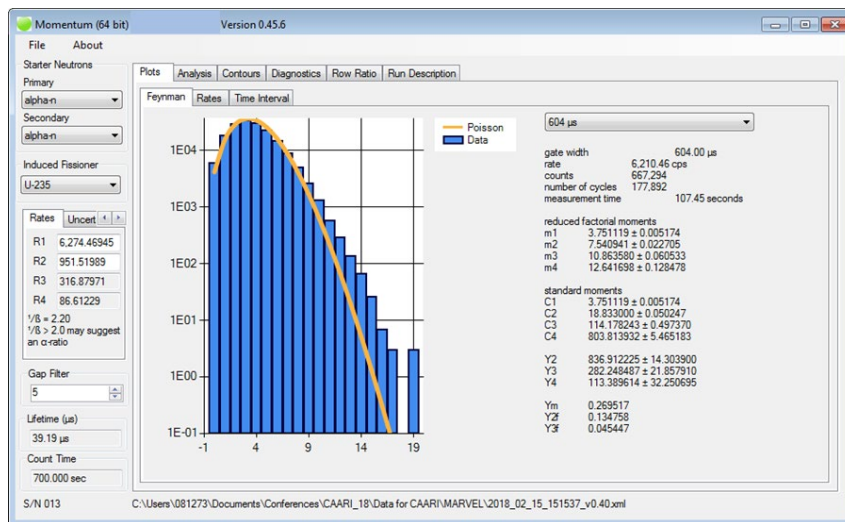 Momentum (64 bit) Version 0.45.6
File About
Starter Neutrons
Primary
alpha-n
Secondary
alpha-n
Induced Fissioner
U-235
Rates Uncert
R1 6,274.46945
R2 951.51989
R3 316.87971
R4 86.61229
¹/ß = 2.20
¹/ß > 2.0 may suggest
an α-ratio
Gap Filter
5
Lifetime (µs)
39.19 µs
Count Time
700.000 sec
Plots Analysis Contours Diagnostics Row Ratio Run Description
Feynman Rates Time Interval
1E04
1E03
1E02
1E01
1E00
1E-01
-1 4 9 14 19
Poisson
Data
604 µs
gate width 604.00 µs
rate 6,210.46 cps
counts 667,294
number of cycles 177,892
measurement time 107.45 seconds
reduced factorial moments
m1 3.751119 ± 0.005174
m2 7.540941 ± 0.022705
m3 10.863580 ± 0.060533
m4 12.641698 ± 0.128478
standard moments
C1 3.751119 ± 0.005174
C2 18.833000 ± 0.050247
C3 114.178243 ± 0.497370
C4 803.813932 ± 5.465183
Y2 836.912225 ± 14.303900
Y3 282.248487 ± 21.857910
Y4 113.389614 ± 32.250695
Ym 0.269517
Y2f 0.134758
Y3f 0.045447
S/N 013 C:\Users\081273\Documents\Conferences\CAARI_18\Data for CAARI\MARVEL\2018_02_15_151537_v0.40.xml